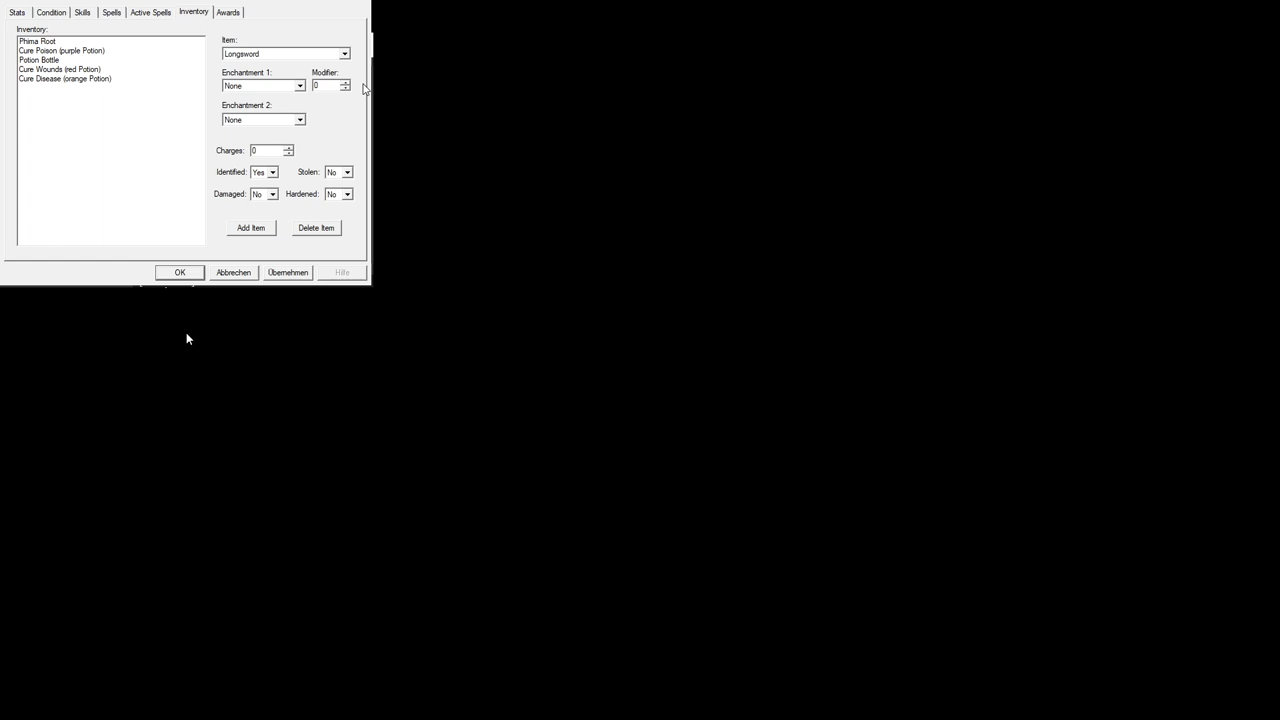 Stats Condition Skills Spells Active Spells Inventory Awards
Inventory:
Phima Root
Cure Poison (purple Potion)
Potion Bottle
Cure Wounds (red Potion)
Cure Disease (orange Potion)
Item:
Longsword
Enchantment 1: Modifier:
None 0
Enchantment 2:
None
Charges: 0
Identified: Yes Stolen: No
Damaged: No Hardened: No
Add Item Delete Item
OK Abbrechen Übernehmen Hilfe